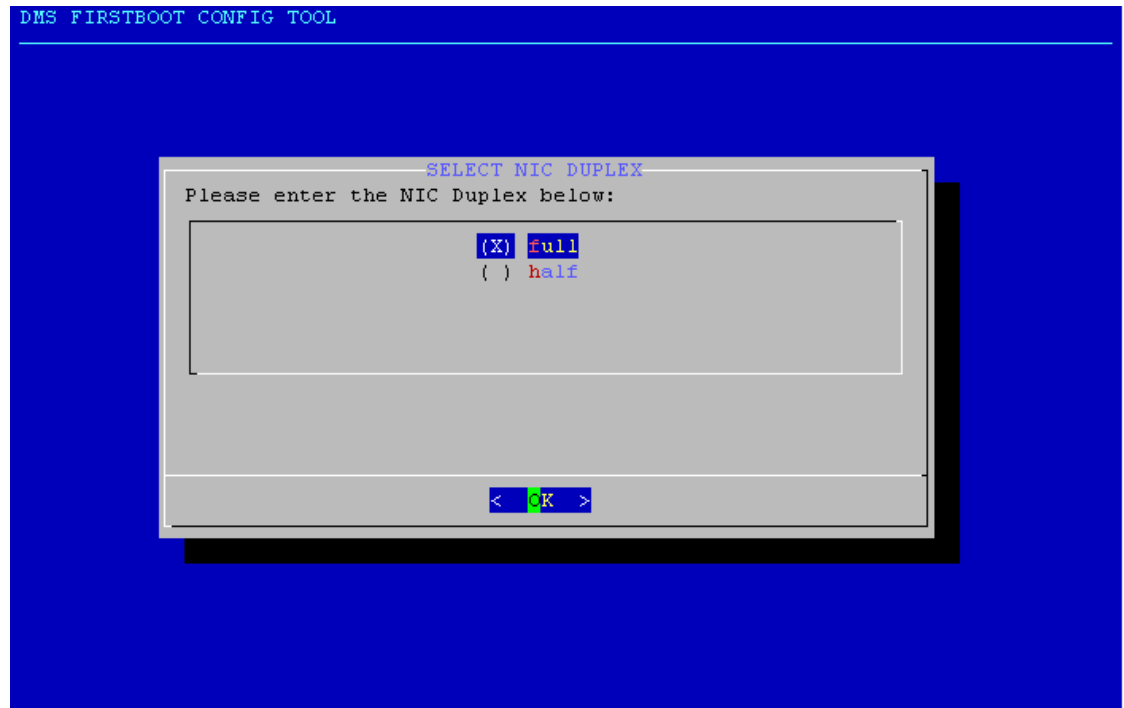 DMS FIRSTBOOT CONFIG TOOL
SELECT NIC DUPLEX
Please enter the NIC Duplex below:
(X) full
( ) half
< OK >